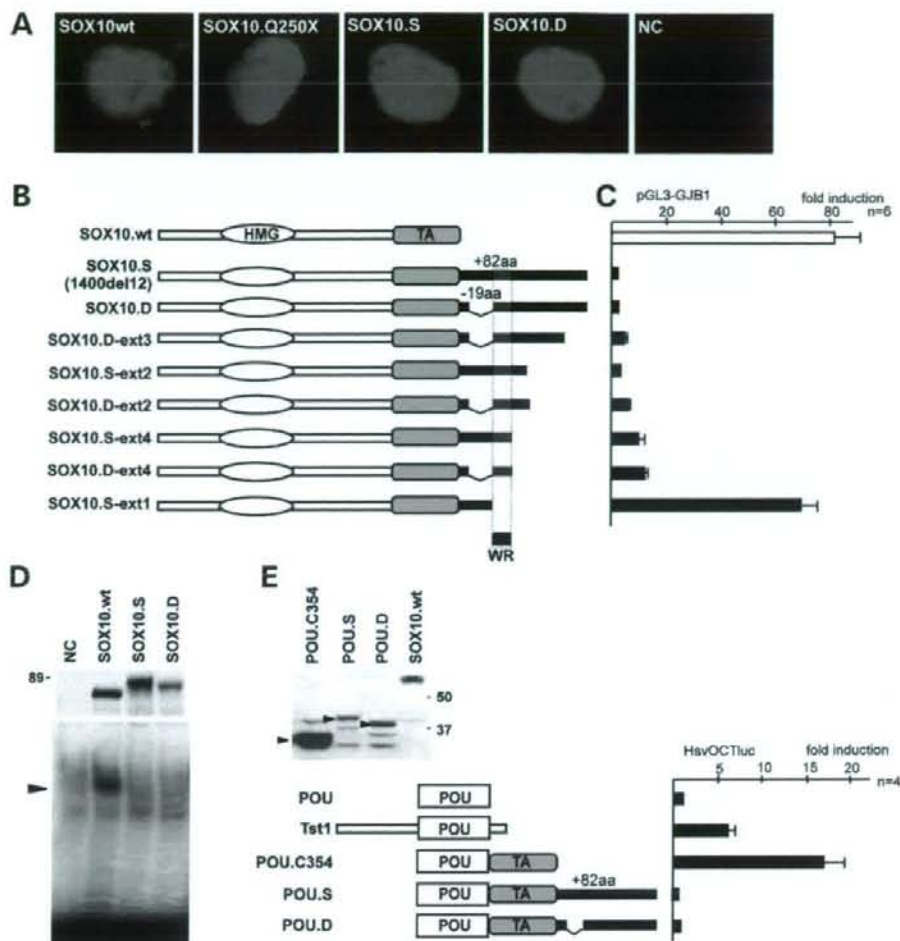 A
SOX10wt
SOX10.Q250X
SOX10.S
SOX10.D
NC
B
SOX10.wt
HMG
TA
SOX10.S
(1400del12)
+82aa
SOX10.D
-19aa
SOX10.D-ext3
SOX10.S-ext2
SOX10.D-ext2
SOX10.S-ext4
SOX10.D-ext4
SOX10.S-ext1
WR
C
pGL3-GJB1
fold induction
n=6
0 20 40 60 80
D
NC
SOX10.wt
SOX10.S
SOX10.D
89-
E
POU.C354
POU.S
POU.D
SOX10.wt
- 50
- 37
POU
POU
Tst1
POU
POU.C354
POU
TA
POU.S
POU
TA
+82aa
POU.D
POU
TA
HsvOCTluc
fold induction
5 10 15 20
n=4